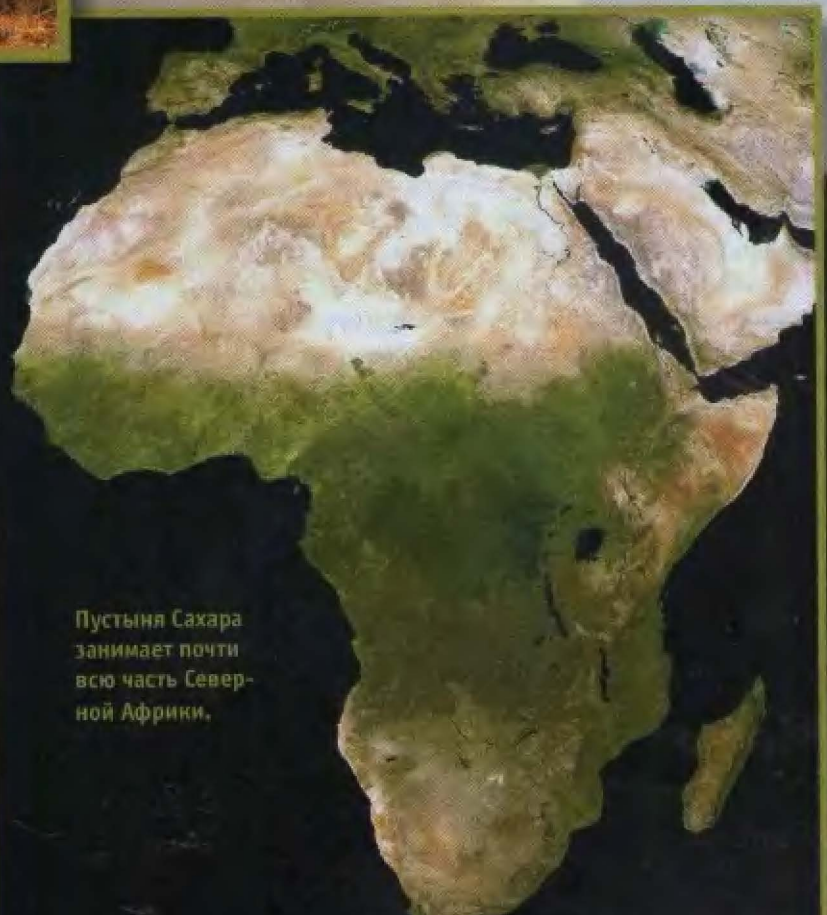 Пустыня Сахара
занимает почти
всю часть Север-
ной Африки.